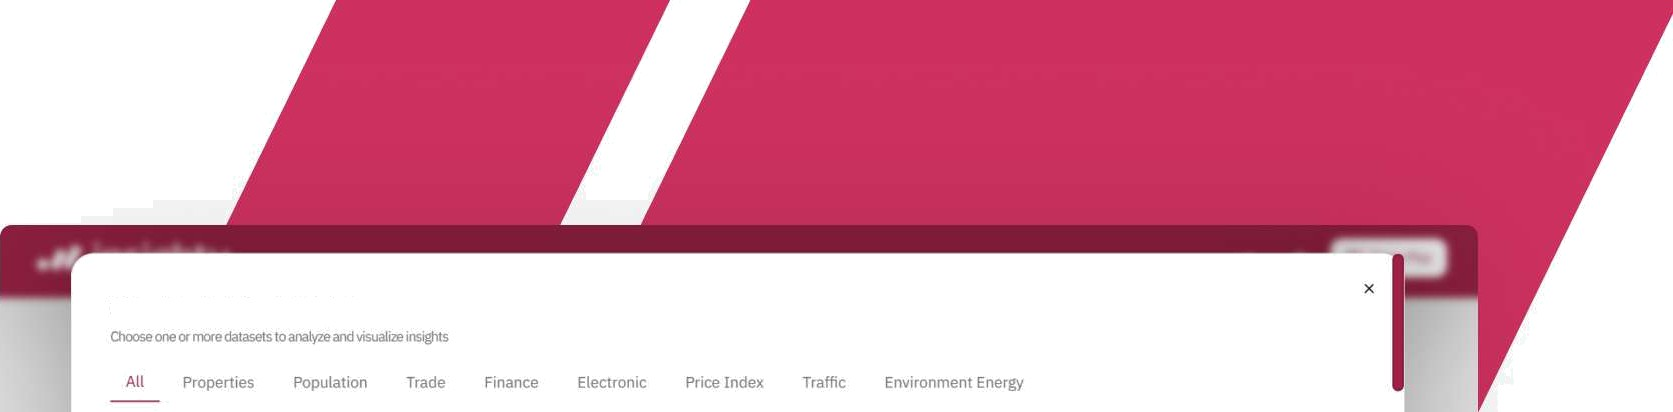 Choose one or more datasets to analyze and visualize insights
All Properties Population Trade Finance Electronic Price Index Traffic Environment Energy